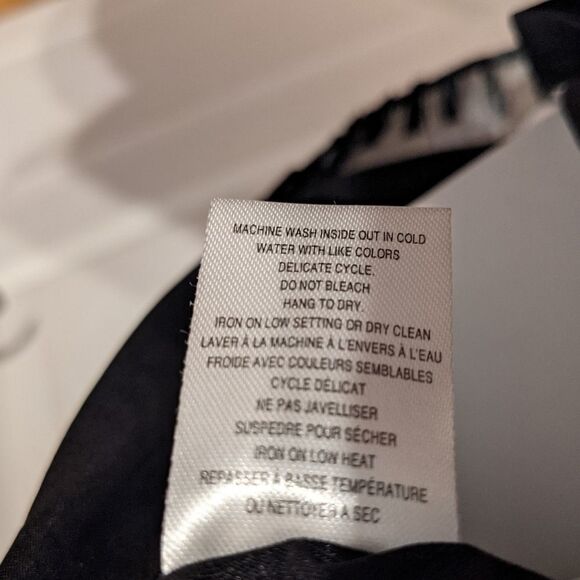 MACHINE WASH INSIDE OUT IN COLD
WATER WITH LIKE COLORS
DELICATE CYCLE.
DO NOT BLEACH
HANG TO DRY.
IRON ON LOW SETTING OR DRY CLEAN
LAVER À LA MACHINE À L'ENVERS À L'EAU
FROIDE AVEC COULEURS SEMBLABLES
CYCLE DÉLICAT
NE PAS JAVELLISER
SUSPEDRE POUR SÉCHER
IRON ON LOW HEAT
REPASSER À BASSE TEMPÉRATURE
OU NETTOYER A SEC